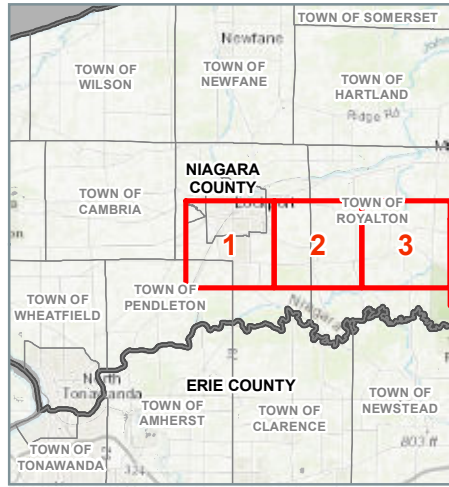 TOWN OF SOMERSET
Newfane
TOWN OF
WILSON
TOWN OF
NEWFANE
TOWN OF
HARTLAND
Ridge Rd
NIAGARA
COUNTY
TOWN OF
CAMBRIA
Lockport
TOWN OF
ROYALTON
1
2
3
TOWN OF
PENDLETON
TOWN OF
WHEATFIELD
Niagara
North
Tonawanda
ERIE COUNTY
TOWN OF
AMHERST
TOWN OF
CLARENCE
TOWN OF
NEWSTEAD
803 ft
TOWN OF
TONAWANDA
324